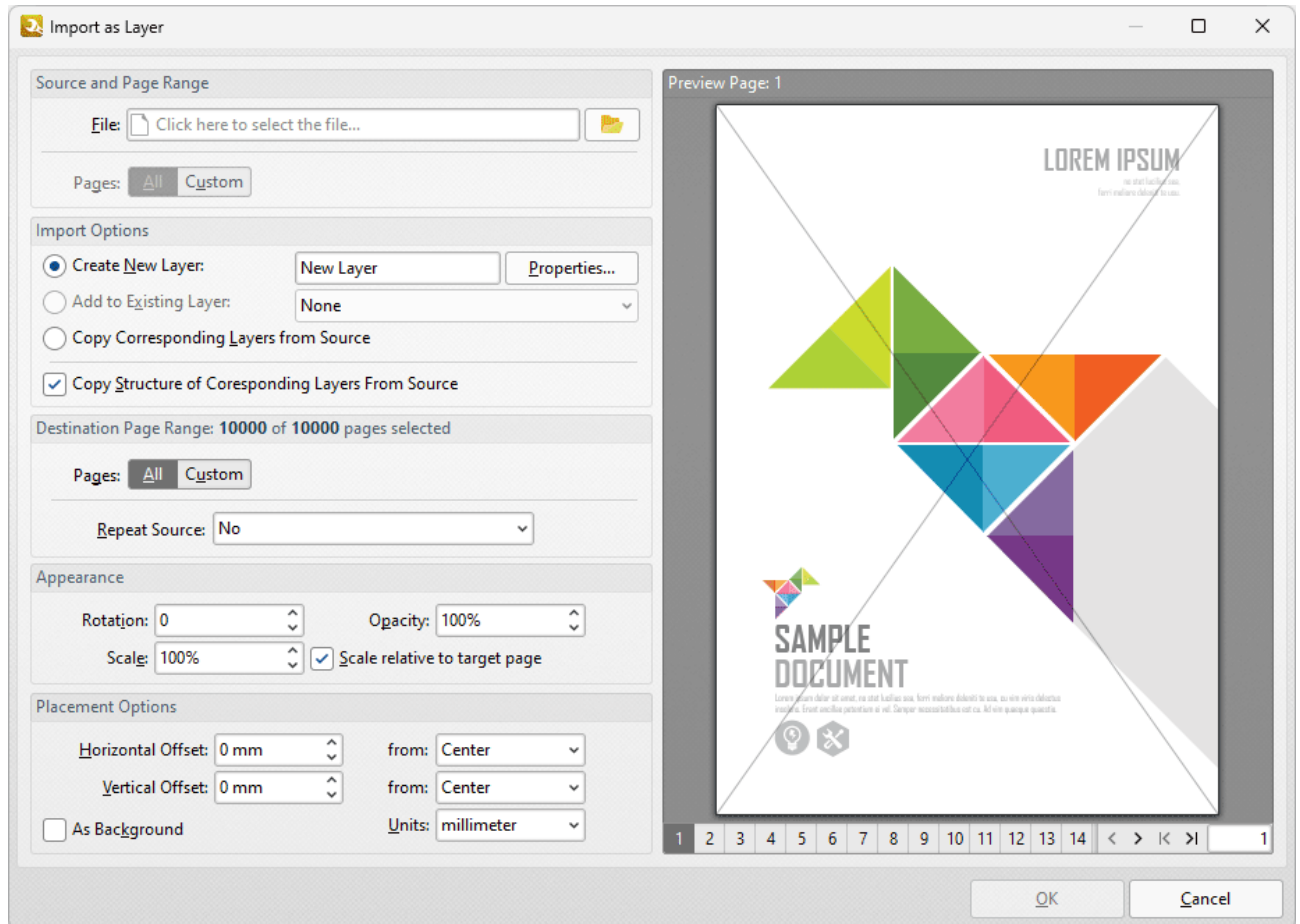 Import as Layer
Source and Page Range
File: Click here to select the file...
Pages: All Custom
Import Options
Create New Layer: New Layer Properties...
Add to Existing Layer: None
Copy Corresponding Layers from Source
Copy Structure of Coresponding Layers From Source
Destination Page Range: 10000 of 10000 pages selected
Pages: All Custom
Repeat Source: No
Appearance
Rotation: 0 Opacity: 100%
Scale: 100% Scale relative to target page
Placement Options
Horizontal Offset: 0 mm from: Center
Vertical Offset: 0 mm from: Center
As Background Units: millimeter
Preview Page: 1
LOREM IPSUM
SAMPLE
DOCUMENT
1 2 3 4 5 6 7 8 9 10 11 12 13 14 1
OK Cancel